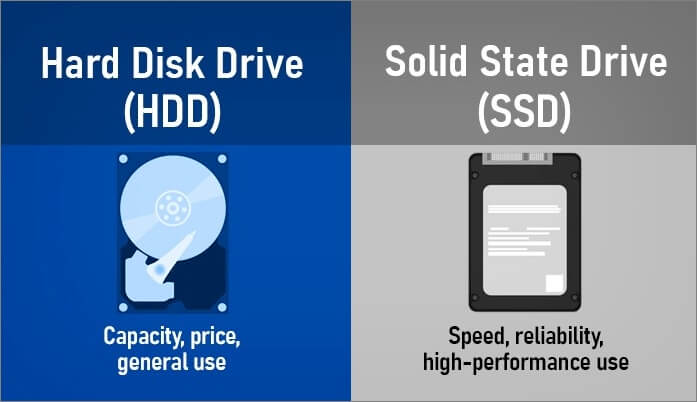 Hard Disk Drive
(HDD)
Capacity, price,
general use
Solid State Drive
(SSD)
Speed, reliability,
high-performance use